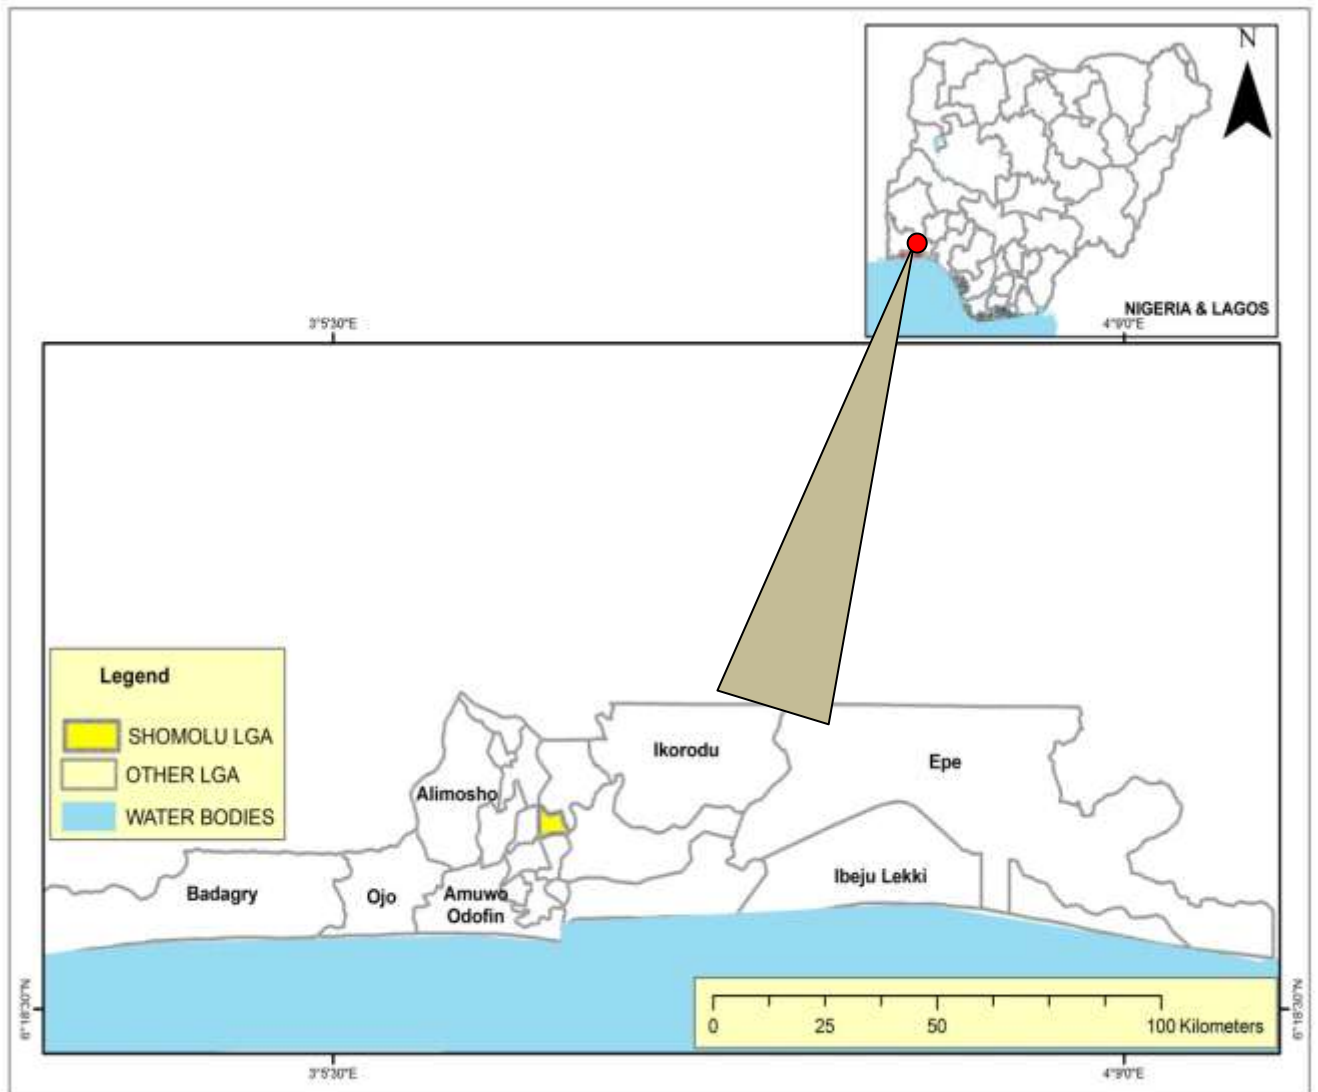 N
NIGERIA & LAGOS
3°5'30"E
4°9'0"E
Legend
SHOMOLU LGA
OTHER LGA
WATER BODIES
Ikorodu
Epe
Alimosho
Badagry
Ojo
Amuwo
Odofin
Ibeju Lekki
6°18'30"N
6°18'30"N
0 25 50 100 Kilometers
3°5'30"E
4°9'0"E